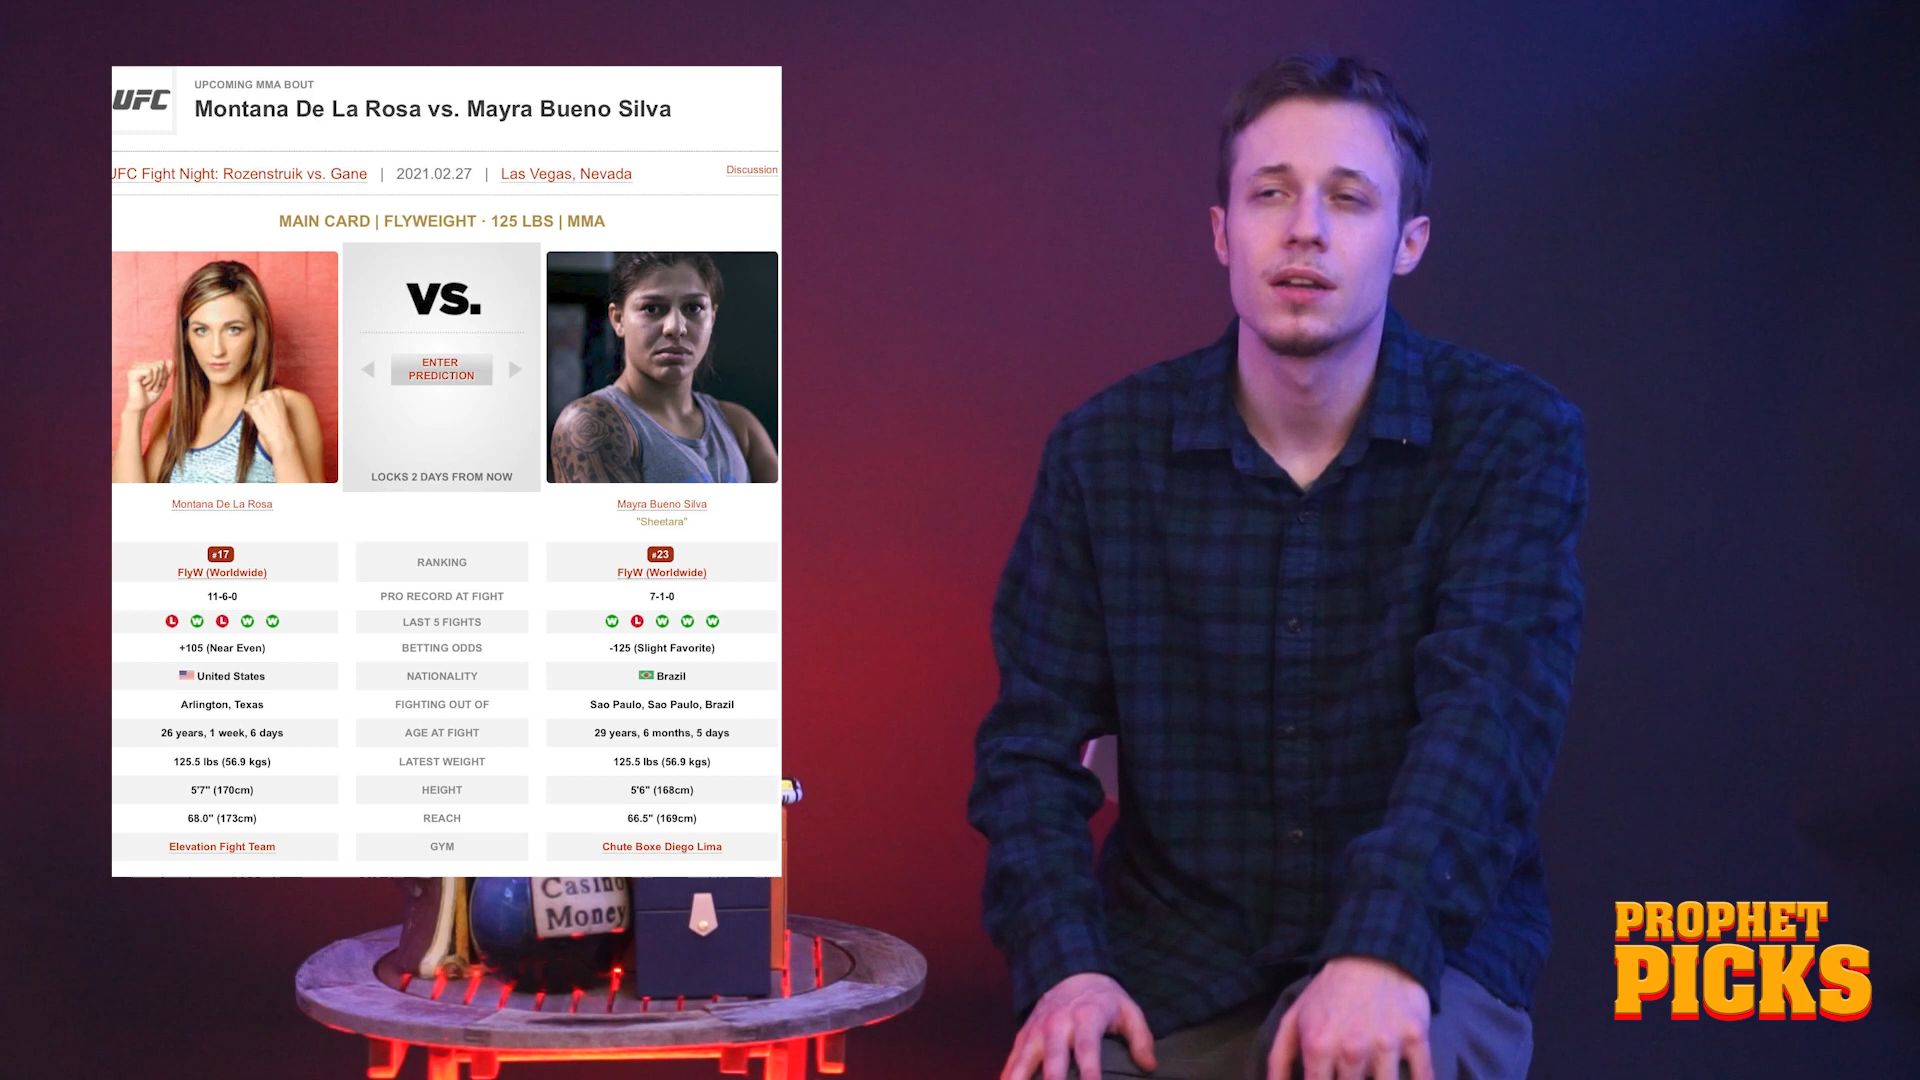 UFC
UPCOMING MMA BOUT
Montana De La Rosa vs. Mayra Bueno Silva
UFC Fight Night: Rozenstruik vs. Gane | 2021.02.27 | Las Vegas, Nevada
Discussion
MAIN CARD | FLYWEIGHT · 125 LBS | MMA
VS.
ENTER
PREDICTION
LOCKS 2 DAYS FROM NOW
Montana De La Rosa
Mayra Bueno Silva
"Sheetara"
#17
FlyW (Worldwide)
RANKING
#23
FlyW (Worldwide)
11-6-0
PRO RECORD AT FIGHT
7-1-0
L W L W W
LAST 5 FIGHTS
W L W W W
+105 (Near Even)
BETTING ODDS
-125 (Slight Favorite)
United States
NATIONALITY
Brazil
Arlington, Texas
FIGHTING OUT OF
Sao Paulo, Sao Paulo, Brazil
26 years, 1 week, 6 days
AGE AT FIGHT
29 years, 6 months, 5 days
125.5 lbs (56.9 kgs)
LATEST WEIGHT
125.5 lbs (56.9 kgs)
5'7" (170cm)
HEIGHT
5'6" (168cm)
68.0" (173cm)
REACH
66.5" (169cm)
Elevation Fight Team
GYM
Chute Boxe Diego Lima
Casino
Money
PROPHET
PICKS